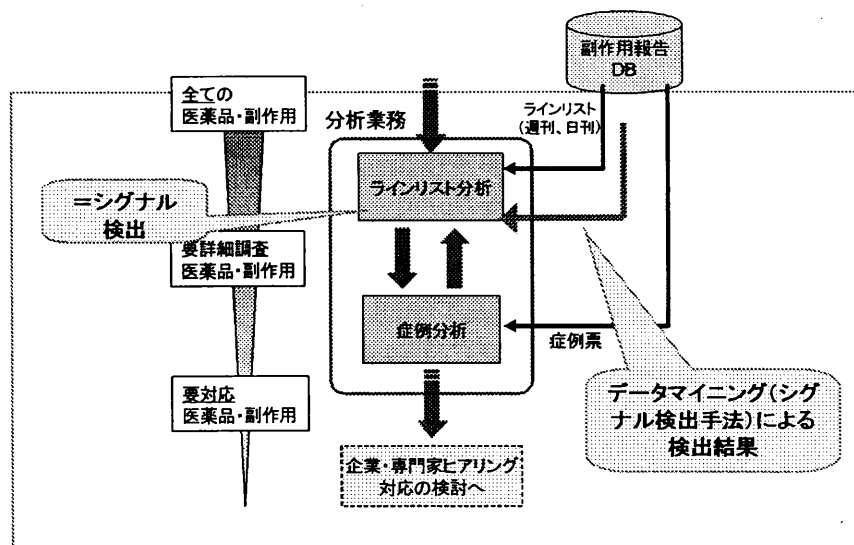 副作用報告
DB
全ての
医薬品・副作用
分析業務
ラインリスト
(週刊、日刊)
ラインリスト分析
=シグナル
検出
要詳細調査
医薬品・副作用
症例分析
症例票
要対応
医薬品・副作用
データマイニング(シグ
ナル検出手法)による
検出結果
企業・専門家ヒアリング
対応の検討へ